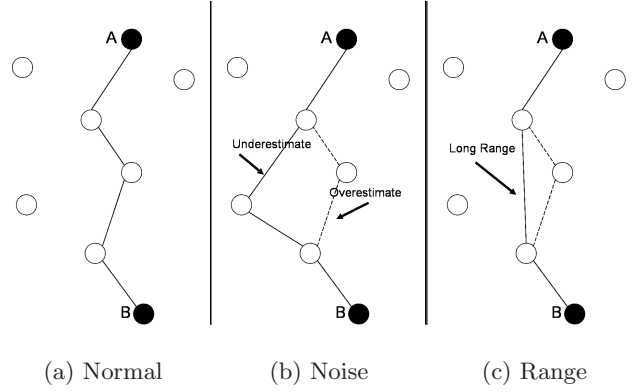 A
A
A
Underestimate
Long Range
Overestimate
B
B
B
(a) Normal
(b) Noise
(c) Range